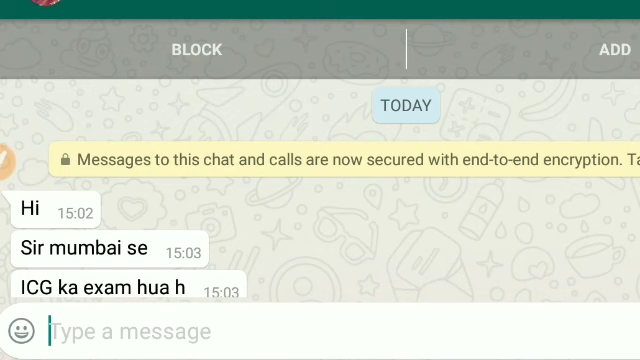 BLOCK
ADD
TODAY
Messages to this chat and calls are now secured with end-to-end encryption. Ta
Hi 15:02
Sir mumbai se 15:03
ICG ka exam hua h 15:03
Type a message